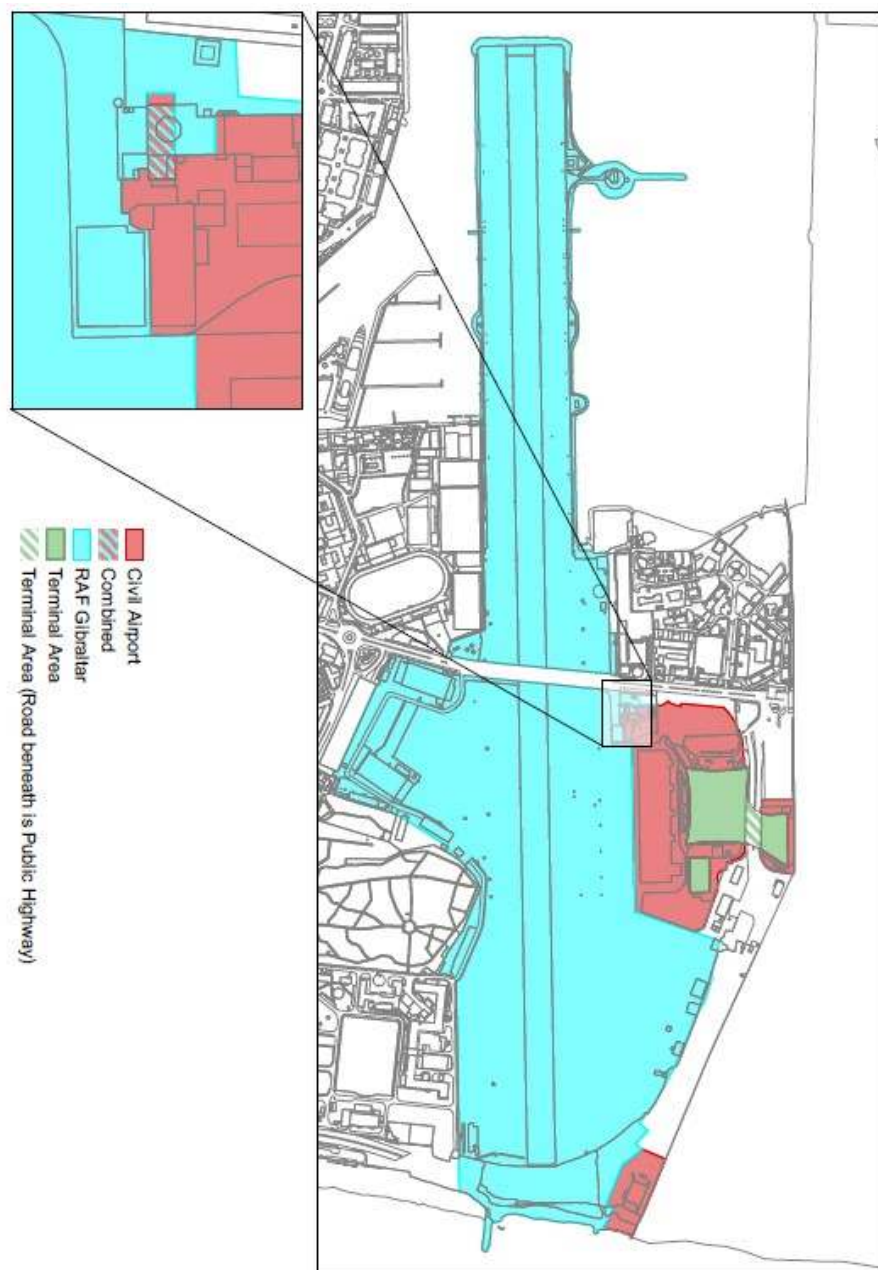 Civil Airport
Combined
RAF Gibraltar
Terminal Area
Terminal Area (Road beneath is Public Highway)